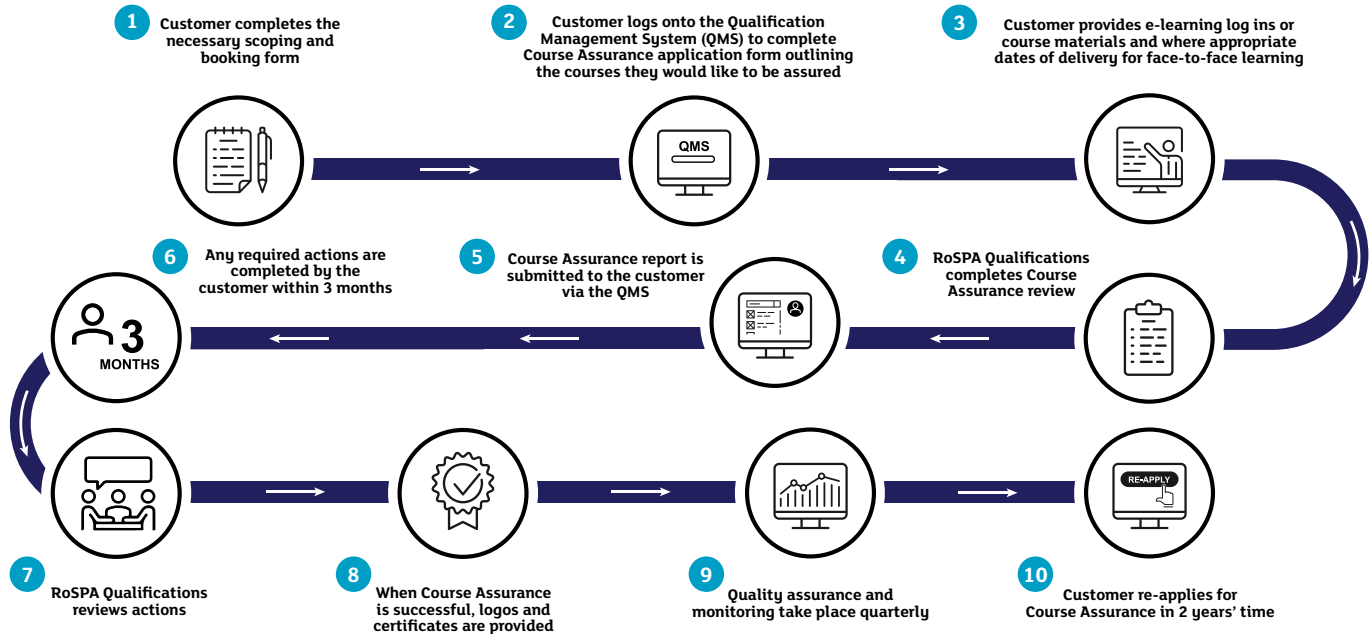 1
Customer completes the
necessary scoping and
booking form
2
Customer logs onto the Qualification
Management System (QMS) to complete
Course Assurance application form outlining
the courses they would like to be assured
QMS
3
Customer provides e-learning log ins or
course materials and where appropriate
dates of delivery for face-to-face learning
4
RoSPA Qualifications
completes Course
Assurance review
5
Course Assurance report is
submitted to the customer
via the QMS
6
Any required actions are
completed by the
customer within 3 months
3
MONTHS
7
RoSPA Qualifications
reviews actions
8
When Course Assurance
is successful, logos and
certificates are provided
9
Quality assurance and
monitoring take place quarterly
RE-APPLY
10
Customer re-applies for
Course Assurance in 2 years’ time